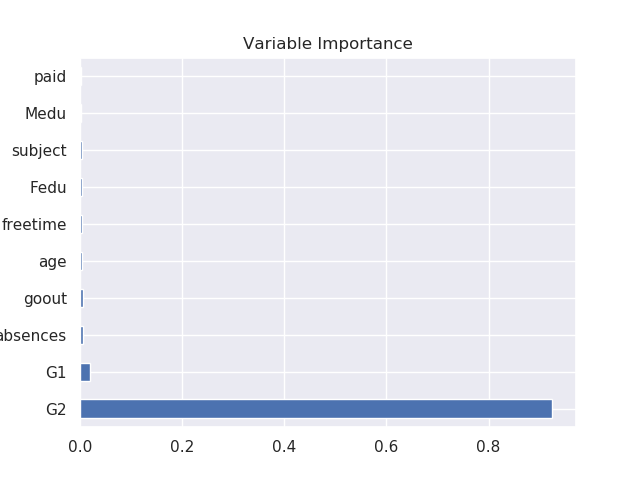 Variable Importance
paid
Medu
subject
Fedu
freetime
age
goout
absences
G1
G2
0.0 0.2 0.4 0.6 0.8